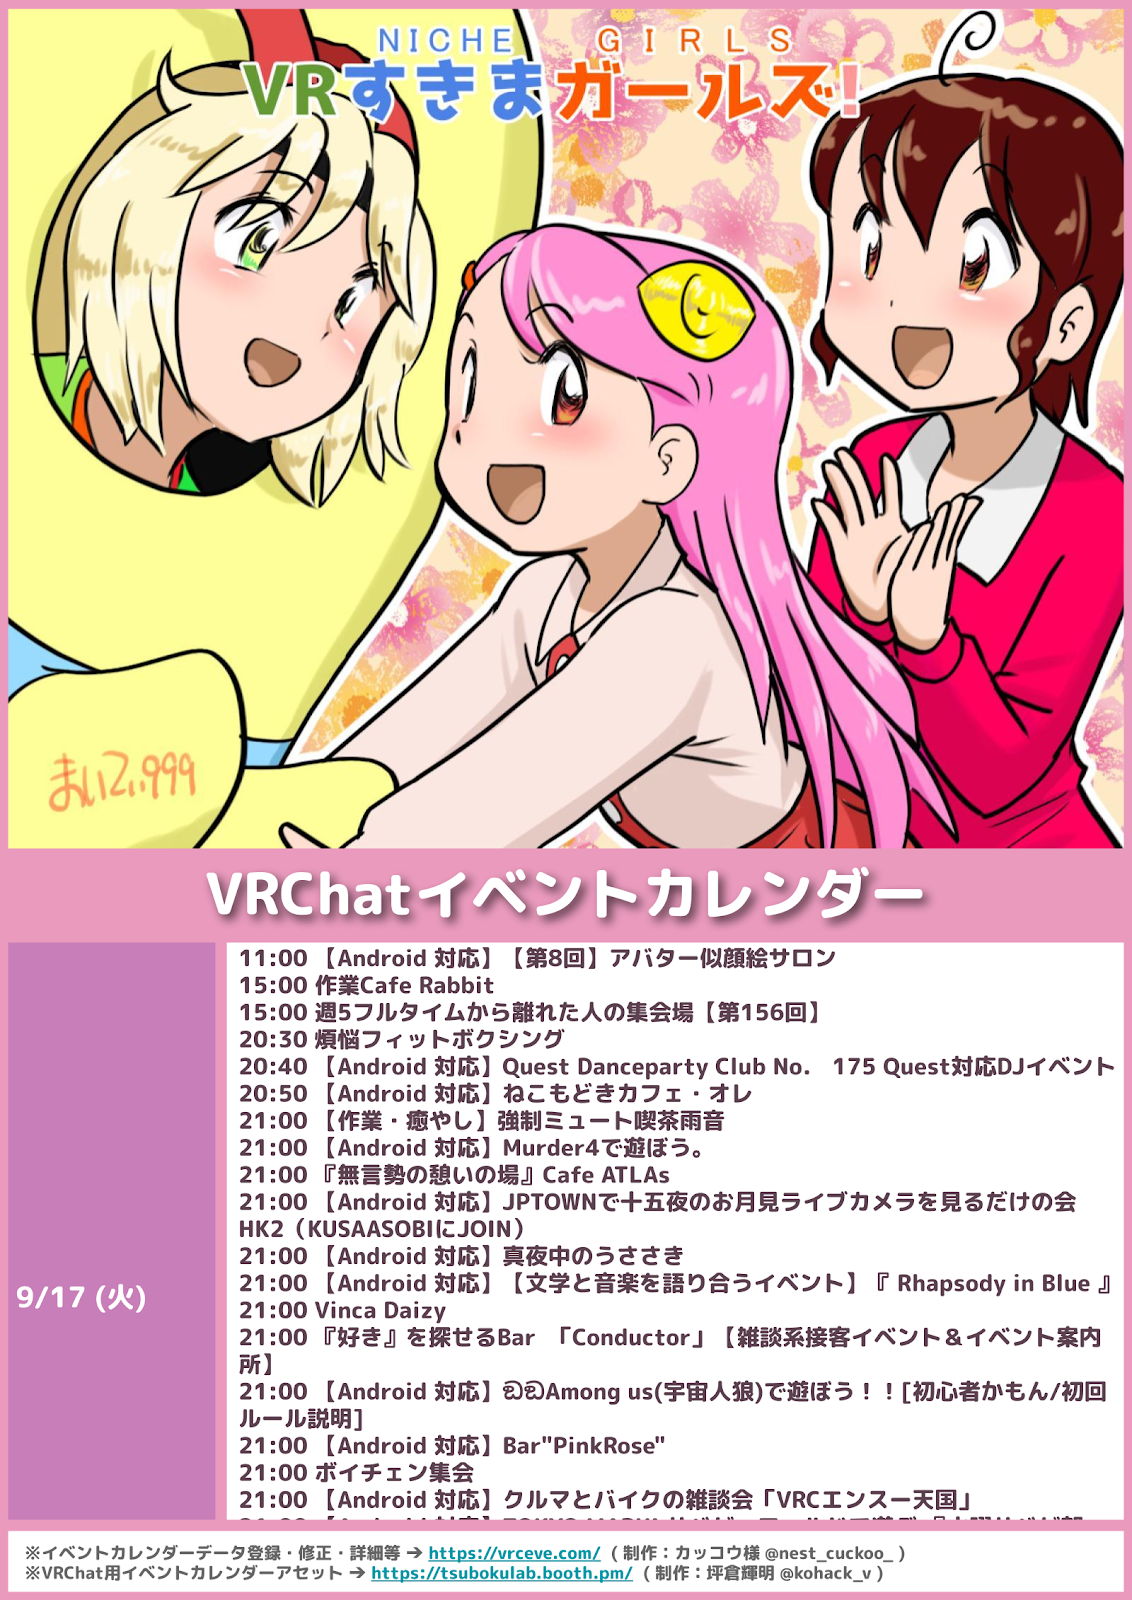 NICHE GIRLS
VRすきまガールズ!
まいてぃ999
VRChatイベントカレンダー
9/17 (火)
11:00 【Android 対応】【第8回】アバター似顔絵サロン
15:00 作業Cafe Rabbit
15:00 週5フルタイムから離れた人の集会場【第156回】
20:30 煩悩フィットボクシング
20:40 【Android 対応】Quest Danceparty Club No.　175 Quest対応DJイベント
20:50 【Android 対応】ねこもどきカフェ・オレ
21:00 【作業・癒やし】強制ミュート喫茶雨音
21:00 【Android 対応】Murder4で遊ぼう。
21:00 『無言勢の憩いの場』Cafe ATLAs
21:00 【Android 対応】JPTOWNで十五夜のお月見ライブカメラを見るだけの会
HK2（KUSAASOBIにJOIN）
21:00 【Android 対応】真夜中のうささき
21:00 【Android 対応】【文学と音楽を語り合うイベント】『 Rhapsody in Blue 』
21:00 Vinca Daizy
21:00 『好き』を探せるBar　「Conductor」【雑談系接客イベント＆イベント案内
所】
21:00 【Android 対応】ඞඞAmong us(宇宙人狼)で遊ぼう！！[初心者かもん/初回
ルール説明]
21:00 【Android 対応】Bar"PinkRose"
21:00 ボイチェン集会
21:00 【Android 対応】クルマとバイクの雑談会「VRCエンスー天国」
※イベントカレンダーデータ登録・修正・詳細等 ➔ https://vrceve.com/ （ 制作：カッコウ様 @nest_cuckoo_ ）
※VRChat用イベントカレンダーアセット ➔ https://tsubokulab.booth.pm/ （ 制作：坪倉輝明 @kohack_v ）